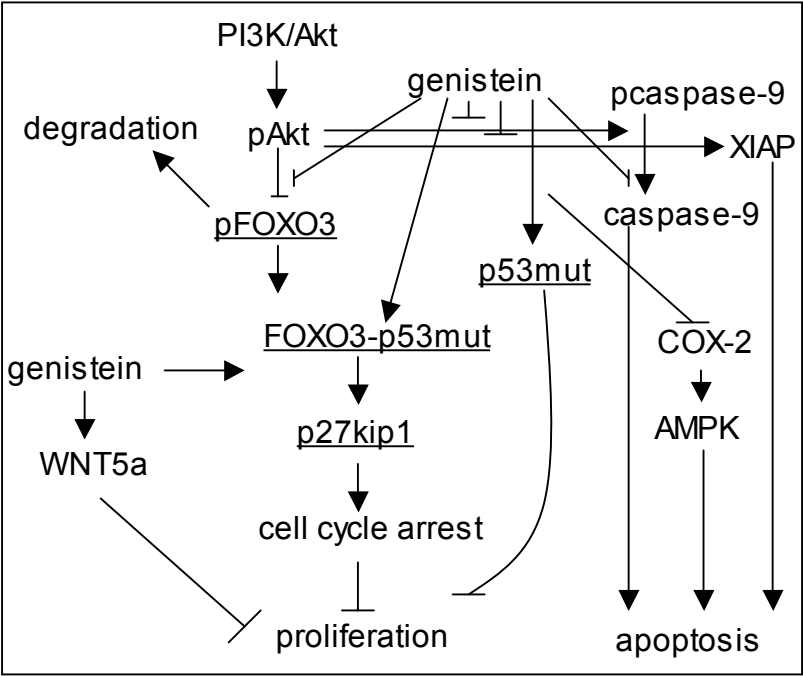 PI3K/Akt
genistein
pcaspase-9
degradation
pAkt
XIAP
pFOXO3
caspase-9
p53mut
FOXO3-p53mut
COX-2
genistein
p27kip1
AMPK
WNT5a
cell cycle arrest
proliferation
apoptosis